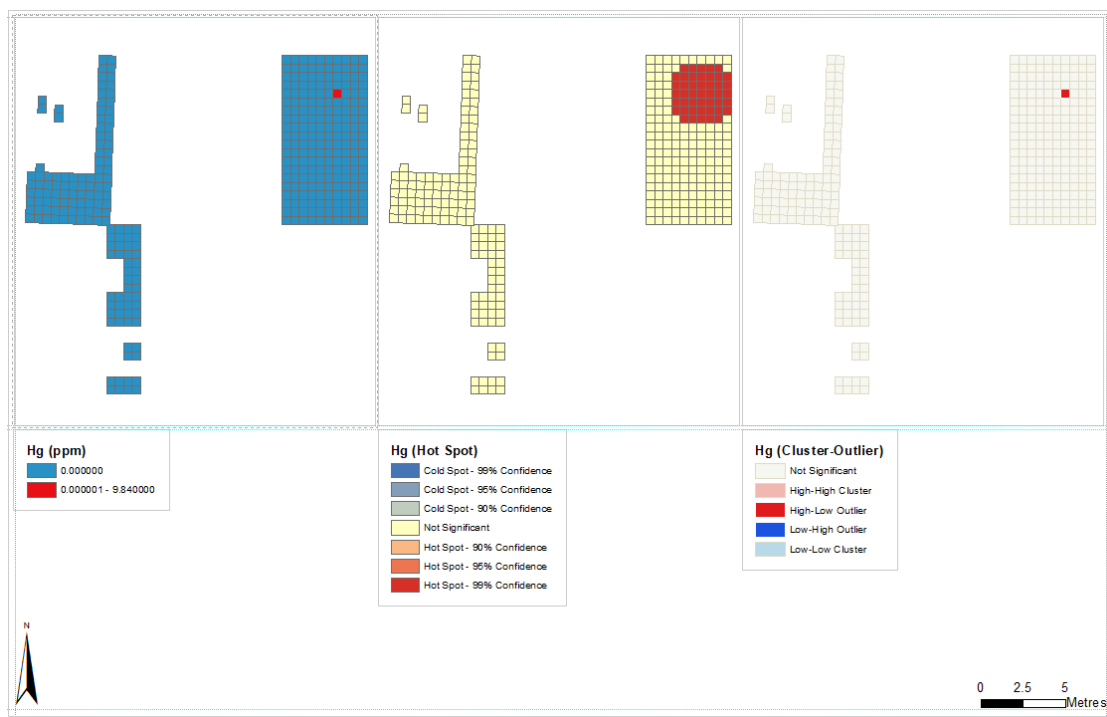 Hg (ppm)
0.000000
0.000001 - 9.840000
Hg (Hot Spot)
Cold Spot - 99% Confidence
Cold Spot - 95% Confidence
Cold Spot - 90% Confidence
Not Significant
Hot Spot - 90% Confidence
Hot Spot - 95% Confidence
Hot Spot - 99% Confidence
Hg (Cluster-Outlier)
Not Significant
High-High Cluster
High-Low Outlier
Low-High Outlier
Low-Low Cluster
N
0 2.5 5
Metres